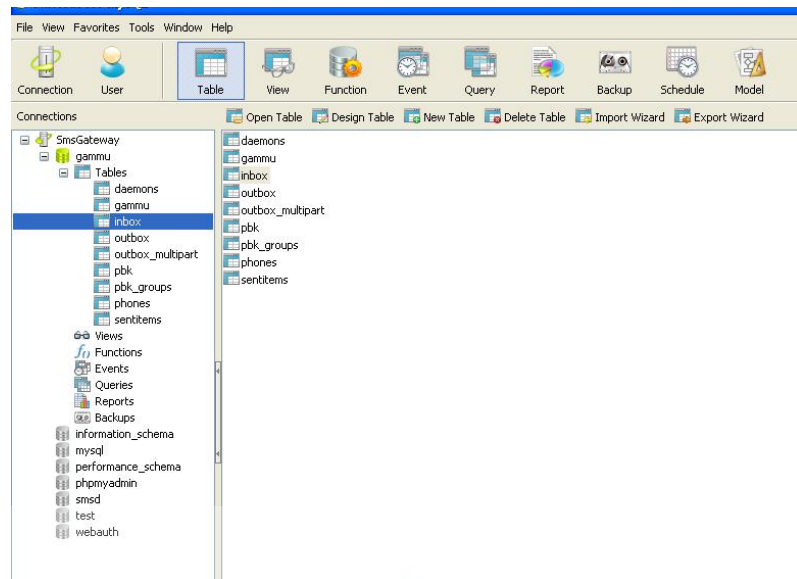 File View Favorites Tools Window Help
Connection User Table View Function Event Query Report Backup Schedule Model
Connections
Open Table Design Table New Table Delete Table Import Wizard Export Wizard
SmsGateway
gammu
Tables
daemons
gammu
inbox
outbox
outbox_multipart
pbk
pbk_groups
phones
sentitems
Views
Functions
Events
Queries
Reports
Backups
information_schema
mysql
performance_schema
phpmyadmin
smsd
test
webauth
daemons
gammu
inbox
outbox
outbox_multipart
pbk
pbk_groups
phones
sentitems